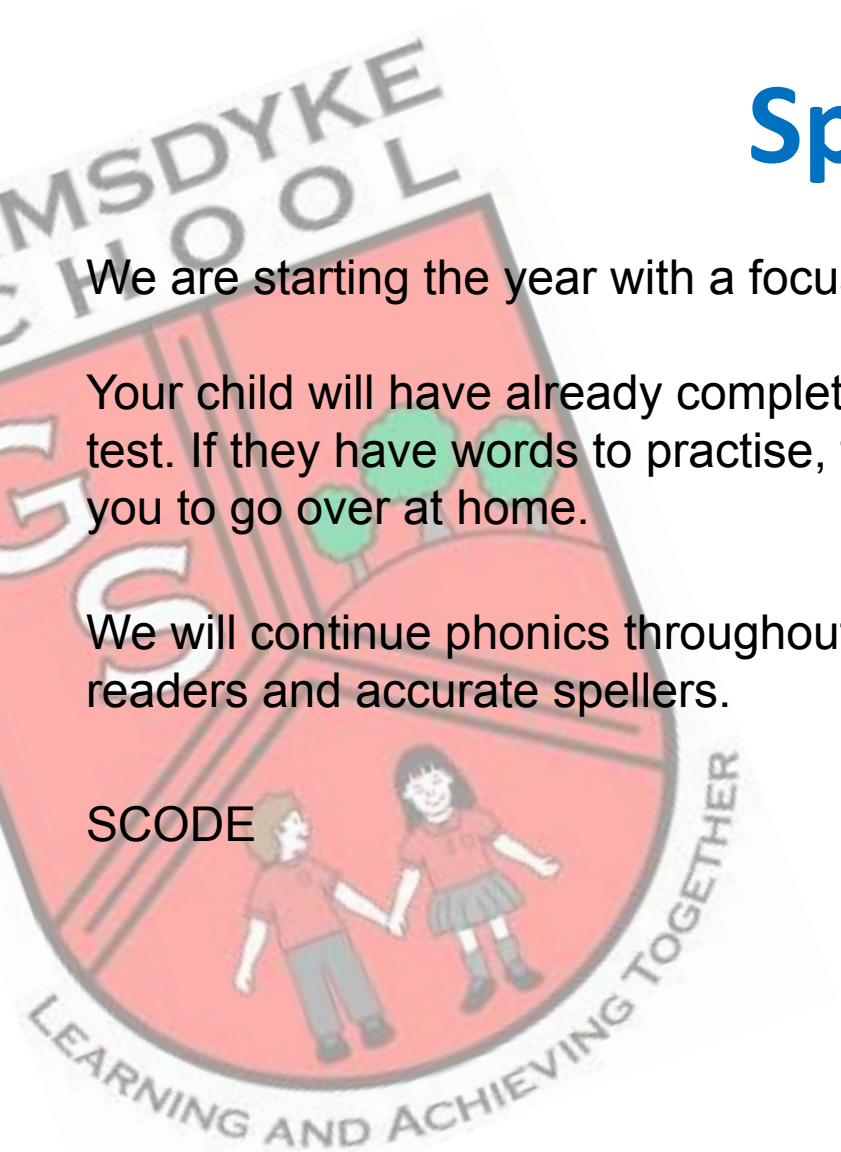 Sp
We are starting the year with a focu
Your child will have already complet
test. If they have words to practise,
you to go over at home.
We will continue phonics throughout
readers and accurate spellers.
SCODE
MSDYKE
CHOOL
GS
LEARNING AND ACHIEVING TOGETHER